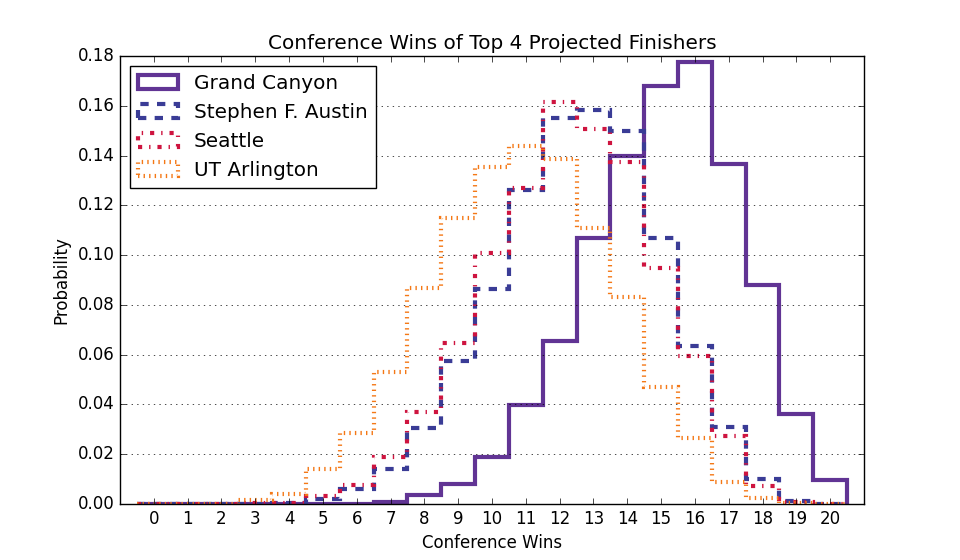 Conference Wins of Top 4 Projected Finishers
Grand Canyon
Stephen F. Austin
Seattle
UT Arlington
0.18
0.16
0.14
0.12
0.10
0.08
0.06
0.04
0.02
0.00
Probability
0 1 2 3 4 5 6 7 8 9 10 11 12 13 14 15 16 17 18 19 20
Conference Wins